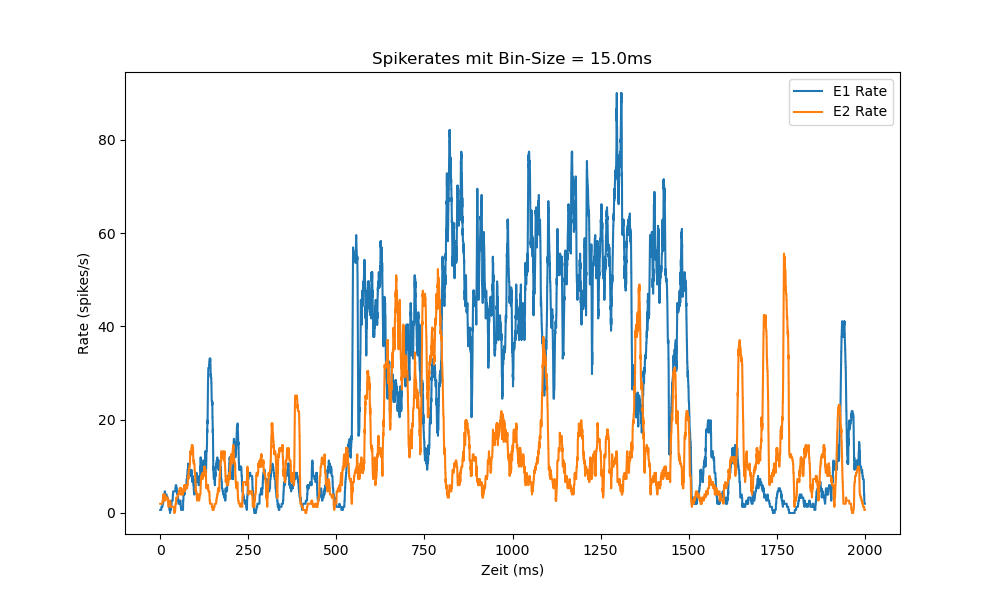 Spikerates mit Bin-Size = 15.0ms
E1 Rate
E2 Rate
Rate (spikes/s)
80
60
40
20
0
0 250 500 750 1000 1250 1500 1750 2000
Zeit (ms)